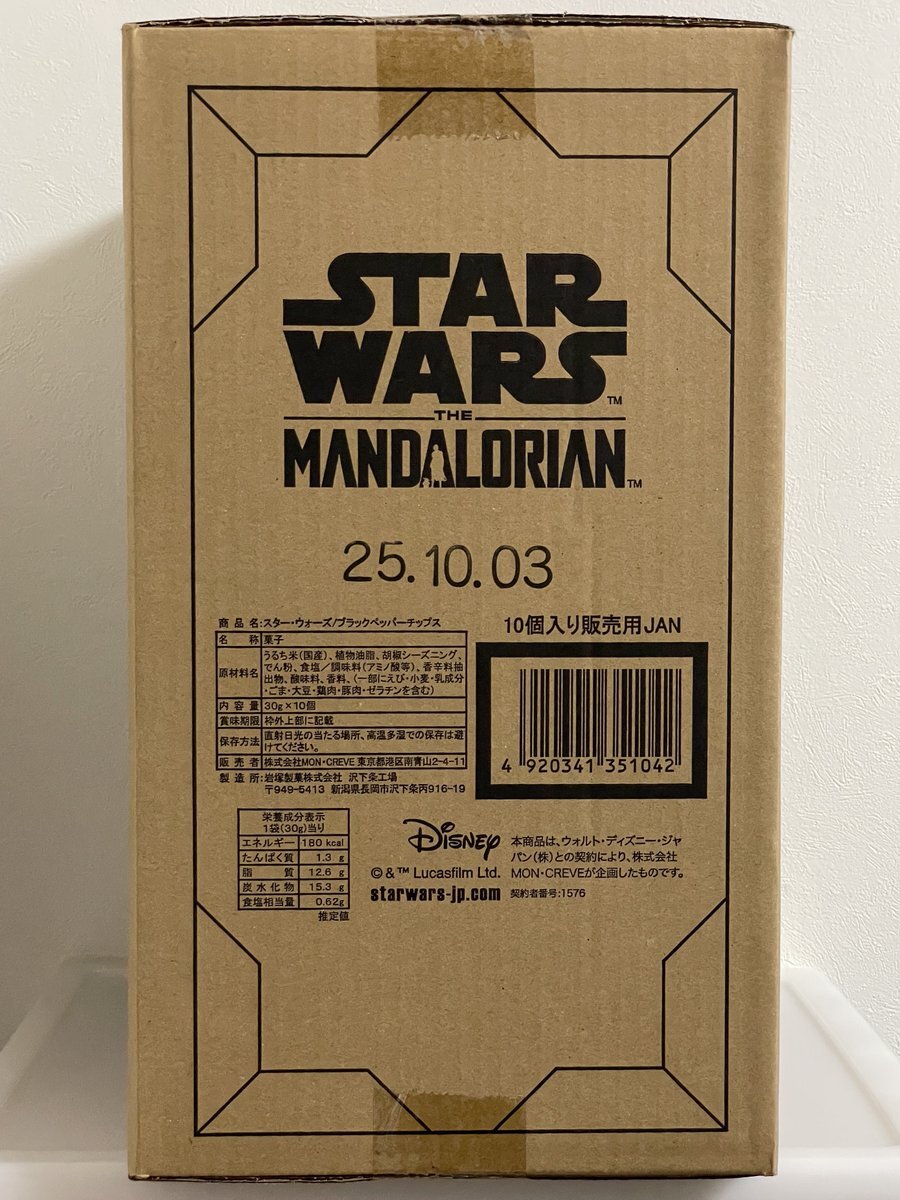 STAR
WARS™
THE
MANDALORIAN™
25.10.03
商品名:スター・ウォーズ/ブラックペッパーチップス
名称 菓子
原材料名 うるち米(国産)、植物油脂、胡椒シーズニング、
でん粉、食塩／調味料(アミノ酸等)、香辛料抽
出物、酸味料、香料、(一部にえび・小麦・乳成分
・ごま・大豆・鶏肉・豚肉・ゼラチンを含む)
内容量 30g×10個
賞味期限 枠外上部に記載
保存方法 直射日光の当たる場所、高温多湿での保存は避
けてください。
販売者 株式会社MON・CREVE 東京都港区南青山2-4-11
製造所:岩塚製菓株式会社 沢下条工場
〒949-5413 新潟県長岡市沢下条丙916-19
10個入り販売用JAN
4 920341 351042
栄養成分表示
1袋(30g)当り
エネルギー 180 kcal
たんぱく質 1.3 g
脂質 12.6 g
炭水化物 15.3 g
食塩相当量 0.62g
推定値
Disney
©&™ Lucasfilm Ltd.
starwars-jp.com
本商品は、ウォルト・ディズニー・ジャ
パン(株)との契約により、株式会社
MON・CREVEが企画したものです。
契約者番号:1576